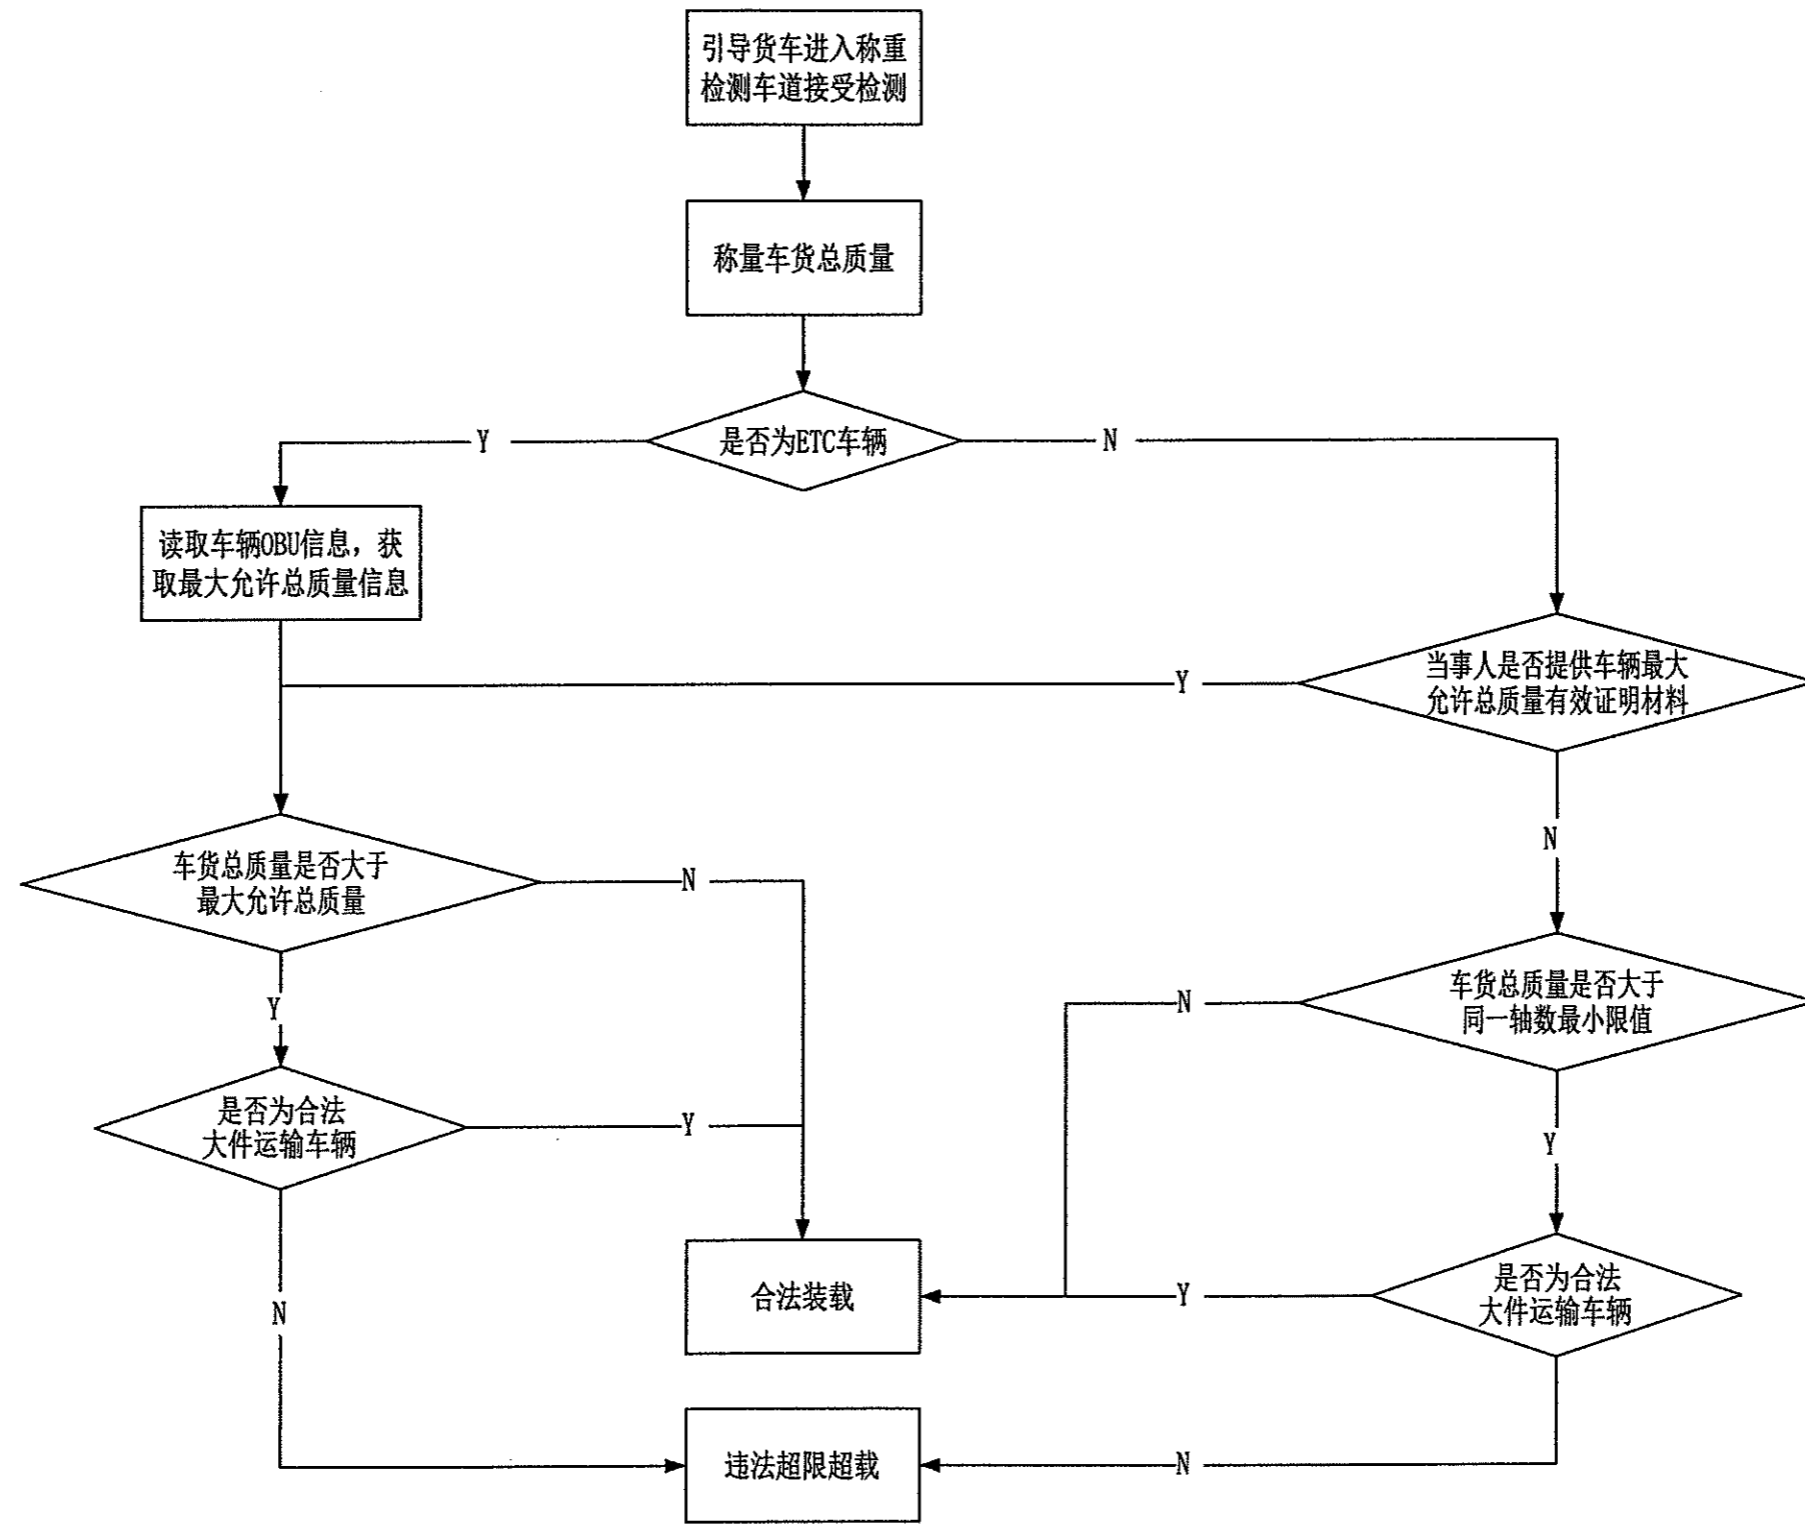 引导货车进入称重
检测车道接受检测
称量车货总质量
是否为ETC车辆
Y
N
读取车辆OBU信息，获
取最大允许总质量信息
当事人是否提供车辆最大
允许总质量有效证明材料
Y
N
车货总质量是否大于
最大允许总质量
N
Y
车货总质量是否大于
同一轴数最小限值
N
Y
是否为合法
大件运输车辆
Y
N
合法装载
是否为合法
大件运输车辆
Y
N
违法超限超载